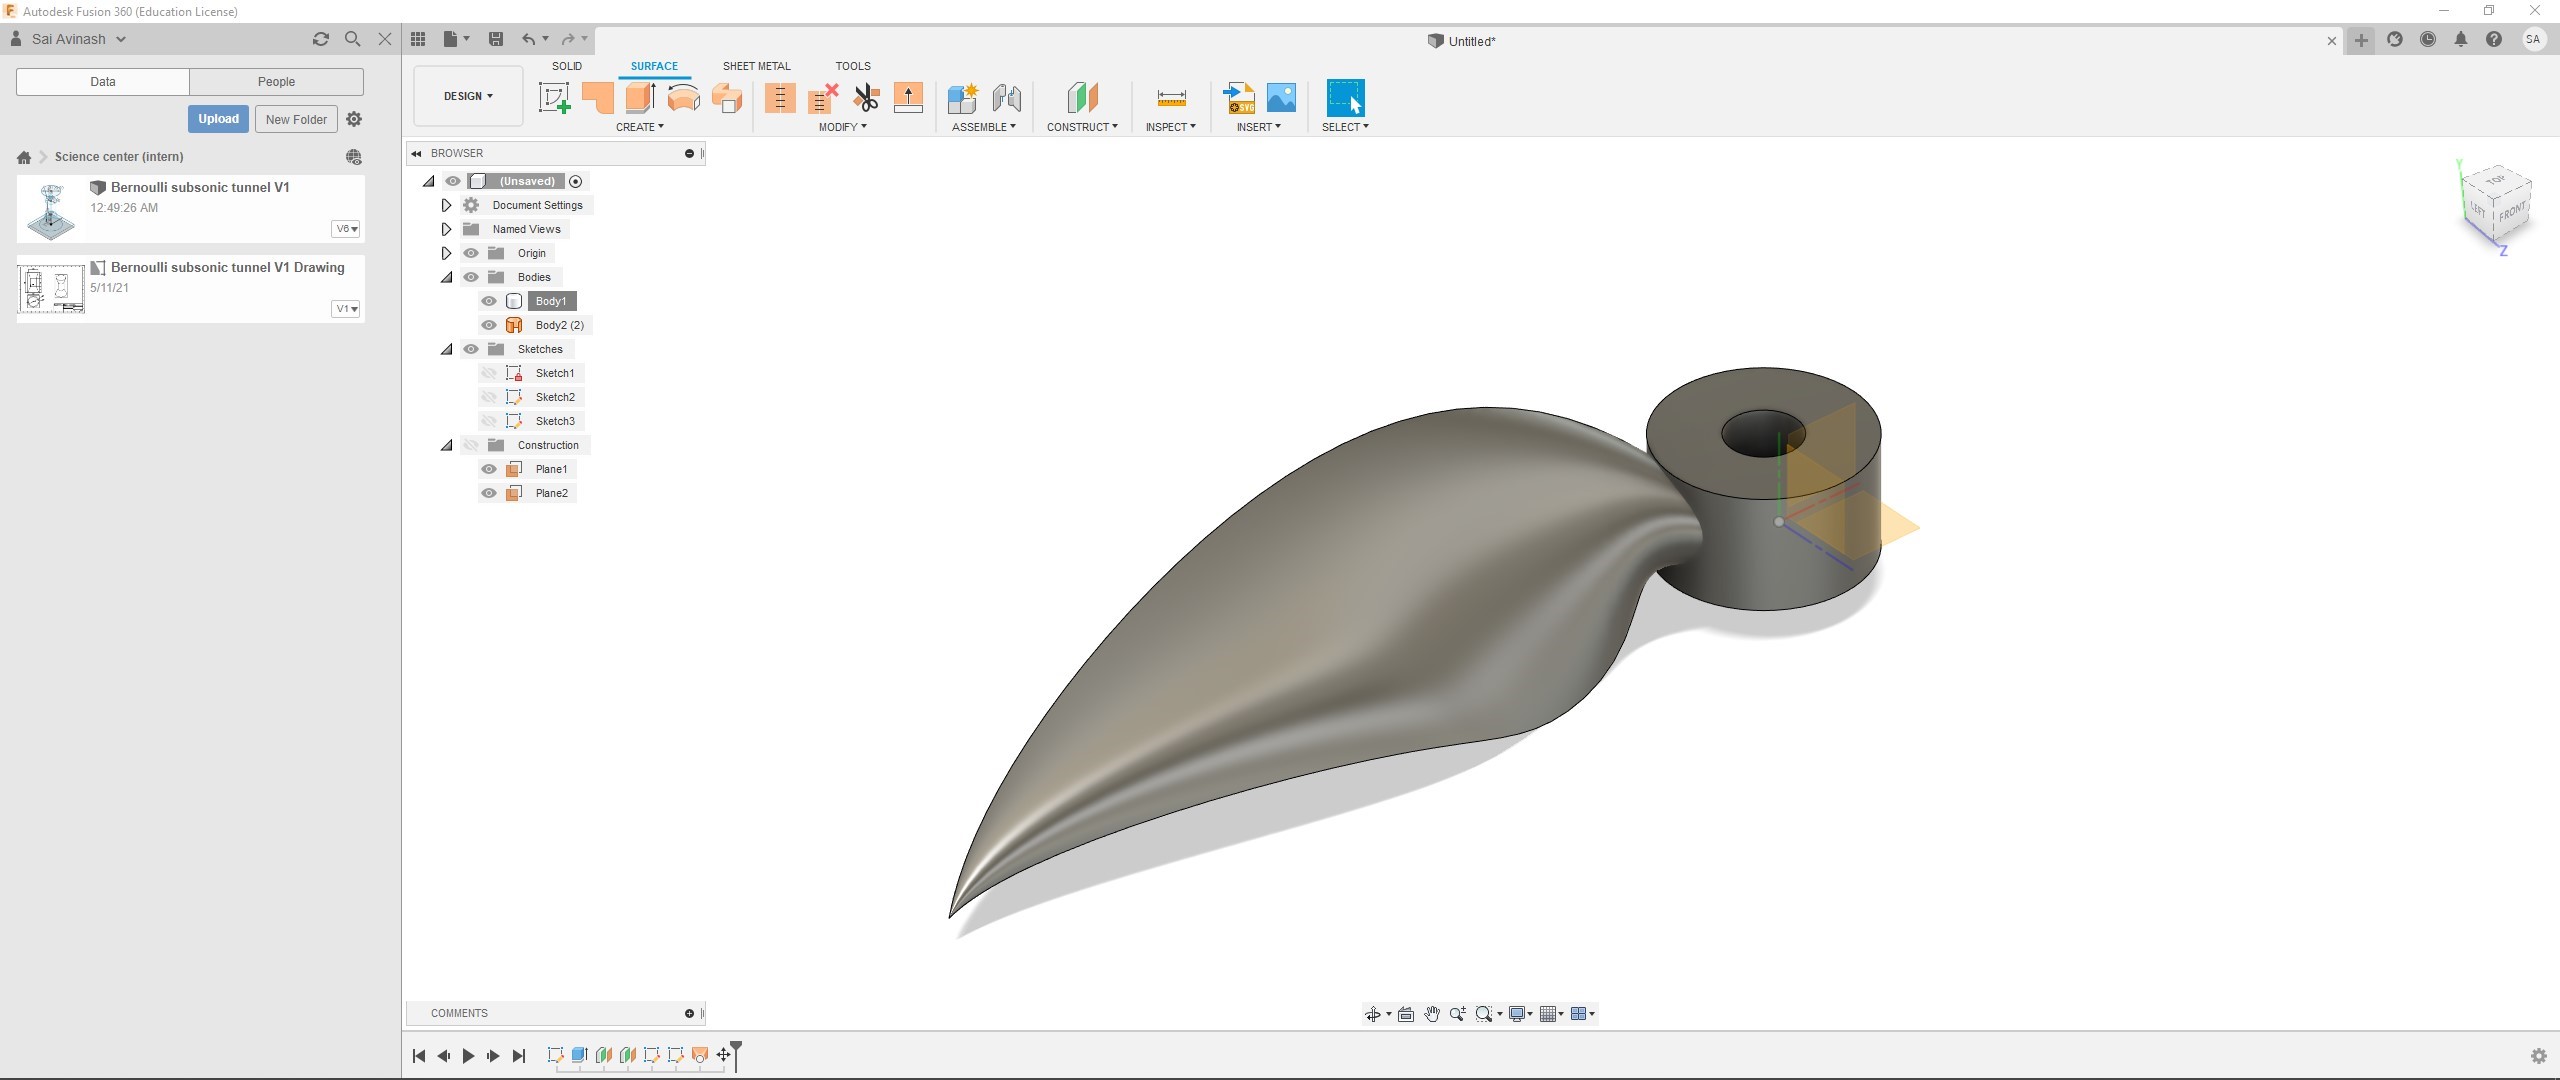 Autodesk Fusion 360 (Education License)
Sai Avinash
Untitled*
SA
Data
People
Upload
New Folder
Science center (intern)
Bernoulli subsonic tunnel V1
12:49:26 AM
V6
Bernoulli subsonic tunnel V1 Drawing
5/11/21
V1
DESIGN
SOLID
SURFACE
SHEET METAL
TOOLS
CREATE
MODIFY
ASSEMBLE
CONSTRUCT
INSPECT
SVG
INSERT
SELECT
BROWSER
(Unsaved)
Document Settings
Named Views
Origin
Bodies
Body1
Body2 (2)
Sketches
Sketch1
Sketch2
Sketch3
Construction
Plane1
Plane2
Y
TOP
LEFT
FRONT
Z
COMMENTS